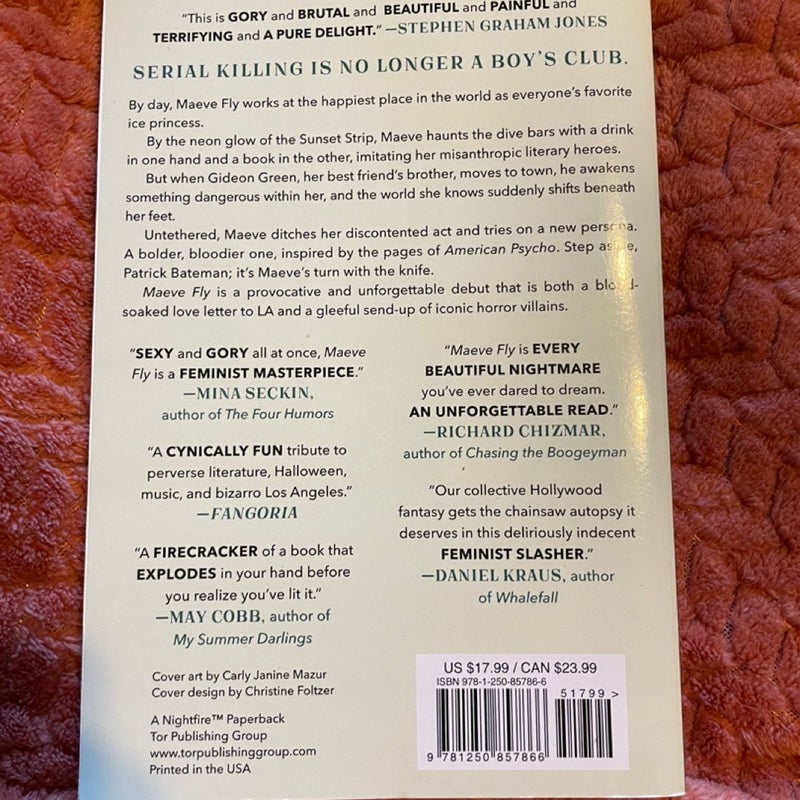 “This is GORY and BRUTAL and BEAUTIFUL and PAINFUL and
TERRIFYING and A PURE DELIGHT.” —STEPHEN GRAHAM JONES
SERIAL KILLING IS NO LONGER A BOY’S CLUB.
By day, Maeve Fly works at the happiest place in the world as everyone’s favorite
ice princess.
By the neon glow of the Sunset Strip, Maeve haunts the dive bars with a drink
in one hand and a book in the other, imitating her misanthropic literary heroes.
But when Gideon Green, her best friend’s brother, moves to town, he awakens
something dangerous within her, and the world she knows suddenly shifts beneath
her feet.
Untethered, Maeve ditches her discontented act and tries on a new persona.
A bolder, bloodier one, inspired by the pages of American Psycho. Step aside,
Patrick Bateman; it’s Maeve’s turn with the knife.
Maeve Fly is a provocative and unforgettable debut that is both a blood-
soaked love letter to LA and a gleeful send-up of iconic horror villains.
“SEXY and GORY all at once, Maeve
Fly is a FEMINIST MASTERPIECE.”
—MINA SECKIN,
author of The Four Humors
“A CYNICALLY FUN tribute to
perverse literature, Halloween,
music, and bizarro Los Angeles.”
—FANGORIA
“A FIRECRACKER of a book that
EXPLODES in your hand before
you realize you’ve lit it.”
—MAY COBB, author of
My Summer Darlings
“Maeve Fly is EVERY
BEAUTIFUL NIGHTMARE
you’ve ever dared to dream.
AN UNFORGETTABLE READ.”
—RICHARD CHIZMAR,
author of Chasing the Boogeyman
“Our collective Hollywood
fantasy gets the chainsaw autopsy it
deserves in this deliriously indecent
FEMINIST SLASHER.”
—DANIEL KRAUS, author
of Whalefall
Cover art by Carly Janine Mazur
Cover design by Christine Foltzer
A Nightfire™ Paperback
Tor Publishing Group
www.torpublishinggroup.com
Printed in the USA
US $17.99 / CAN $23.99
ISBN 978-1-250-85786-6
51799 >
9 781250 857866